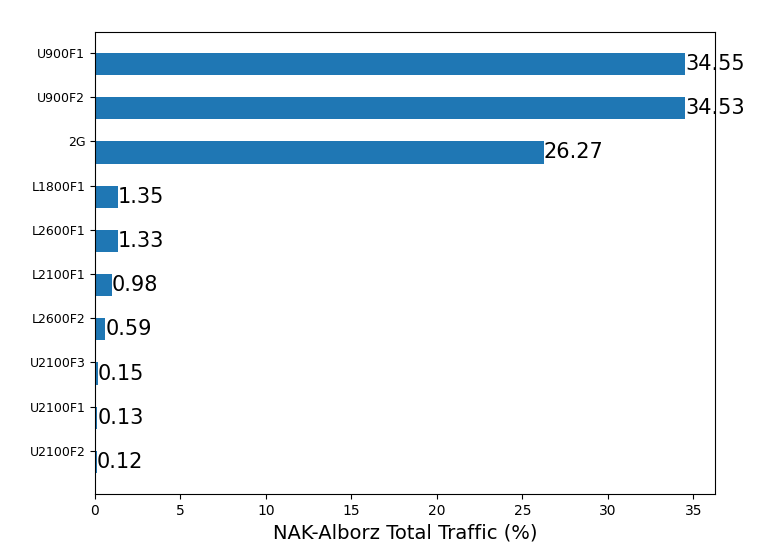 U900F1 34.55
U900F2 34.53
2G 26.27
L1800F1 1.35
L2600F1 1.33
L2100F1 0.98
L2600F2 0.59
U2100F3 0.15
U2100F1 0.13
U2100F2 0.12
0 5 10 15 20 25 30 35
NAK-Alborz Total Traffic (%)